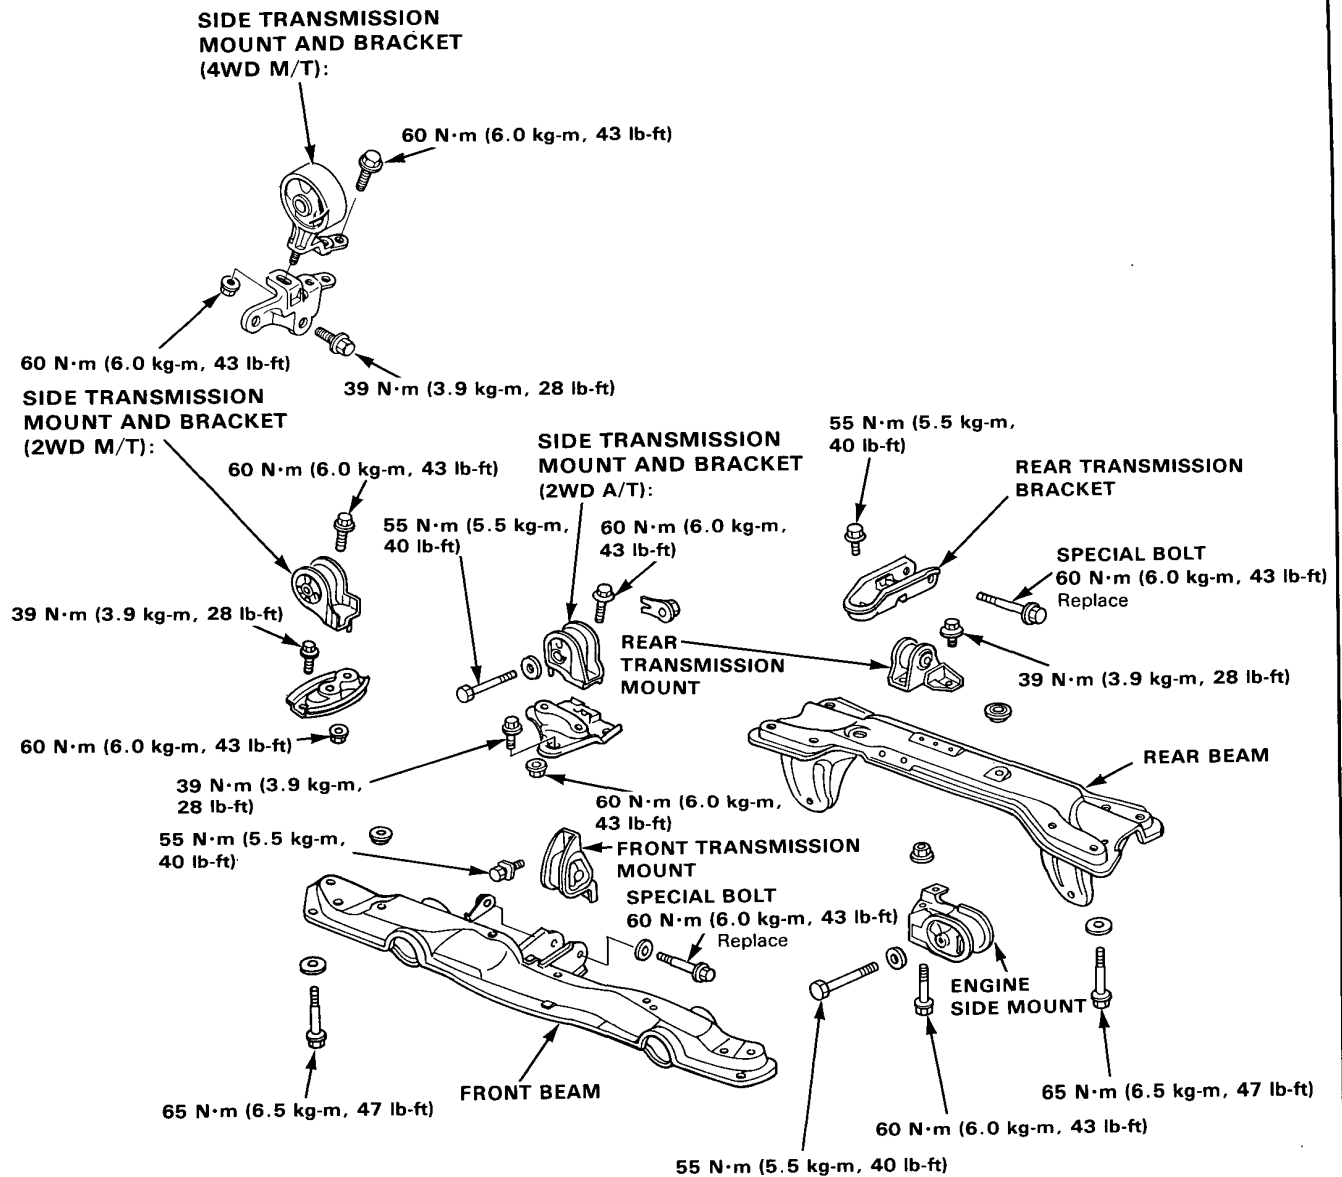 SIDE TRANSMISSION
MOUNT AND BRACKET
(4WD M/T):
60 N·m (6.0 kg-m, 43 lb-ft)
60 N·m (6.0 kg-m, 43 lb-ft)
39 N·m (3.9 kg-m, 28 lb-ft)
SIDE TRANSMISSION
MOUNT AND BRACKET
(2WD M/T):
60 N·m (6.0 kg-m, 43 lb-ft)
39 N·m (3.9 kg-m, 28 lb-ft)
60 N·m (6.0 kg-m, 43 lb-ft)
SIDE TRANSMISSION
MOUNT AND BRACKET
(2WD A/T):
55 N·m (5.5 kg-m,
40 lb-ft)
60 N·m (6.0 kg-m,
43 lb-ft)
39 N·m (3.9 kg-m,
28 lb-ft)
60 N·m (6.0 kg-m,
43 lb-ft)
55 N·m (5.5 kg-m,
40 lb-ft)
REAR TRANSMISSION
BRACKET
SPECIAL BOLT
60 N·m (6.0 kg-m, 43 lb-ft)
Replace
REAR
TRANSMISSION
MOUNT
39 N·m (3.9 kg-m, 28 lb-ft)
REAR BEAM
55 N·m (5.5 kg-m,
40 lb-ft)
FRONT TRANSMISSION
MOUNT
SPECIAL BOLT
60 N·m (6.0 kg-m, 43 lb-ft)
Replace
ENGINE
SIDE MOUNT
FRONT BEAM
65 N·m (6.5 kg-m, 47 lb-ft)
65 N·m (6.5 kg-m, 47 lb-ft)
60 N·m (6.0 kg-m, 43 lb-ft)
55 N·m (5.5 kg-m, 40 lb-ft)